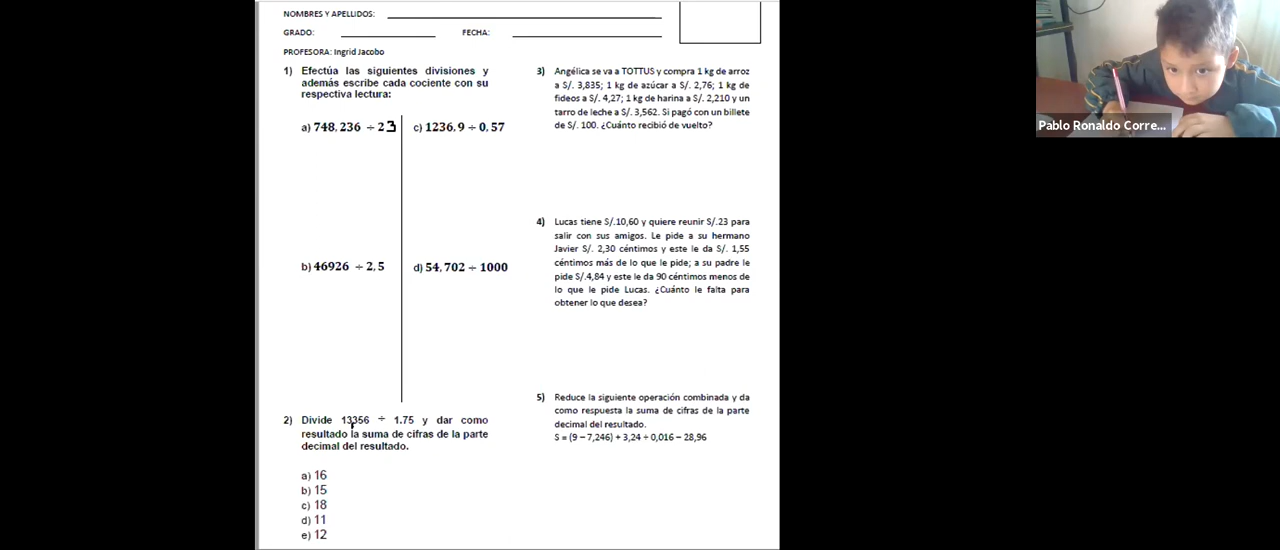 NOMBRES Y APELLIDOS:
GRADO: FECHA:
PROFESORA: Ingrid Jacobo
1) Efectúa las siguientes divisiones y
además escribe cada cociente con su
respectiva lectura:
a) 748,236 ÷ 23
c) 1236,9 ÷ 0,57
b) 46926 ÷ 2,5
d) 54,702 ÷ 1000
2) Divide 13356 ÷ 1.75 y dar como
resultado la suma de cifras de la parte
decimal del resultado.
a) 16
b) 15
c) 18
d) 11
e) 12
3) Angélica se va a TOTTUS y compra 1 kg de arroz
a S/. 3,835; 1 kg de azúcar a S/. 2,76; 1 kg de
fideos a S/. 4,27; 1 kg de harina a S/. 2,210 y un
tarro de leche a S/. 3,562. Si pagó con un billete
de S/. 100. ¿Cuánto recibió de vuelto?
4) Lucas tiene S/.10,60 y quiere reunir S/.23 para
salir con sus amigos. Le pide a su hermano
Javier S/. 2,30 céntimos y este le da S/. 1,55
céntimos más de lo que le pide; a su padre le
pide S/.4,84 y este le da 90 céntimos menos de
lo que le pide Lucas. ¿Cuánto le falta para
obtener lo que desea?
5) Reduce la siguiente operación combinada y da
como respuesta la suma de cifras de la parte
decimal del resultado.
S = (9 – 7,246) + 3,24 ÷ 0,016 – 28,96
Pablo Ronaldo Corre...